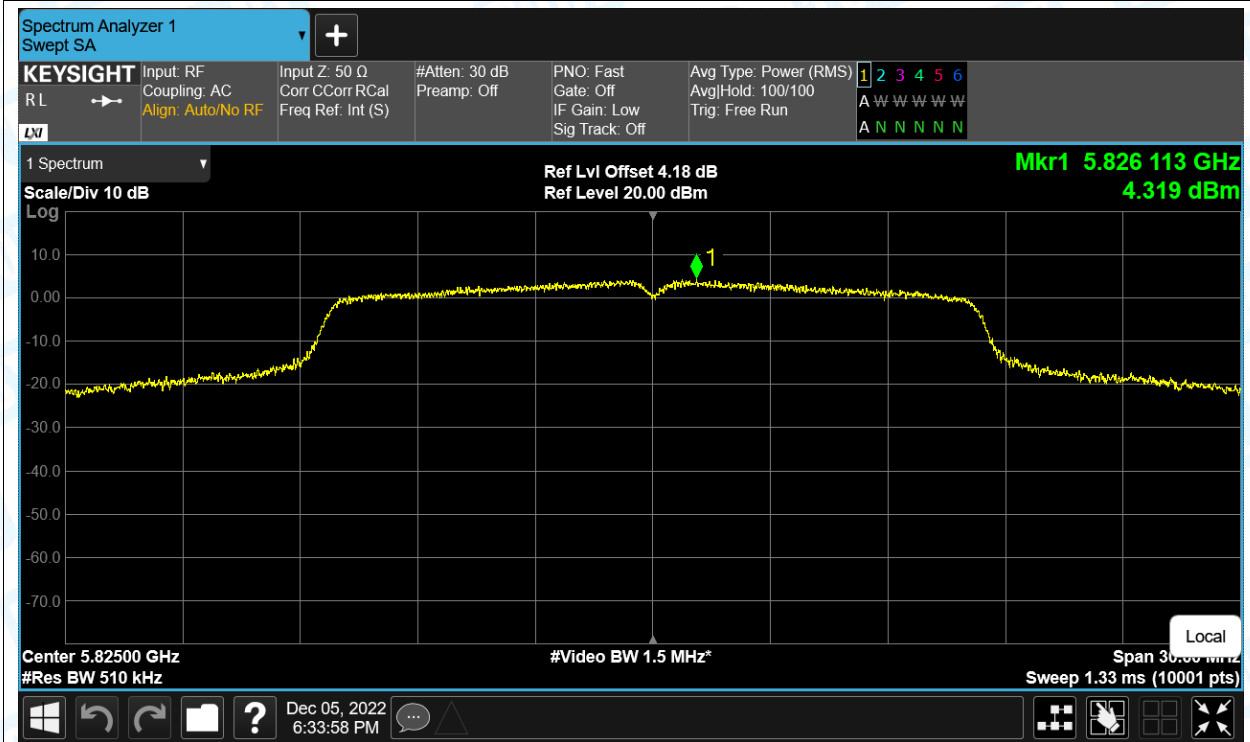 Spectrum Analyzer 1
Swept SA
KEYSIGHT
RL
LXI
Input: RF
Coupling: AC
Align: Auto/No RF
Input Z: 50 Ω
Corr CCorr RCal
Freq Ref: Int (S)
#Atten: 30 dB
Preamp: Off
PNO: Fast
Gate: Off
IF Gain: Low
Sig Track: Off
Avg Type: Power (RMS)
Avg|Hold: 100/100
Trig: Free Run
1 2 3 4 5 6
A W W W W W
A N N N N N
1 Spectrum
Scale/Div 10 dB
Log
Ref Lvl Offset 4.18 dB
Ref Level 20.00 dBm
Mkr1 5.826 113 GHz
4.319 dBm
1
10.0
0.00
-10.0
-20.0
-30.0
-40.0
-50.0
-60.0
-70.0
Local
Center 5.82500 GHz
#Video BW 1.5 MHz*
Span 30.00 MHz
#Res BW 510 kHz
Sweep 1.33 ms (10001 pts)
?
Dec 05, 2022
6:33:58 PM